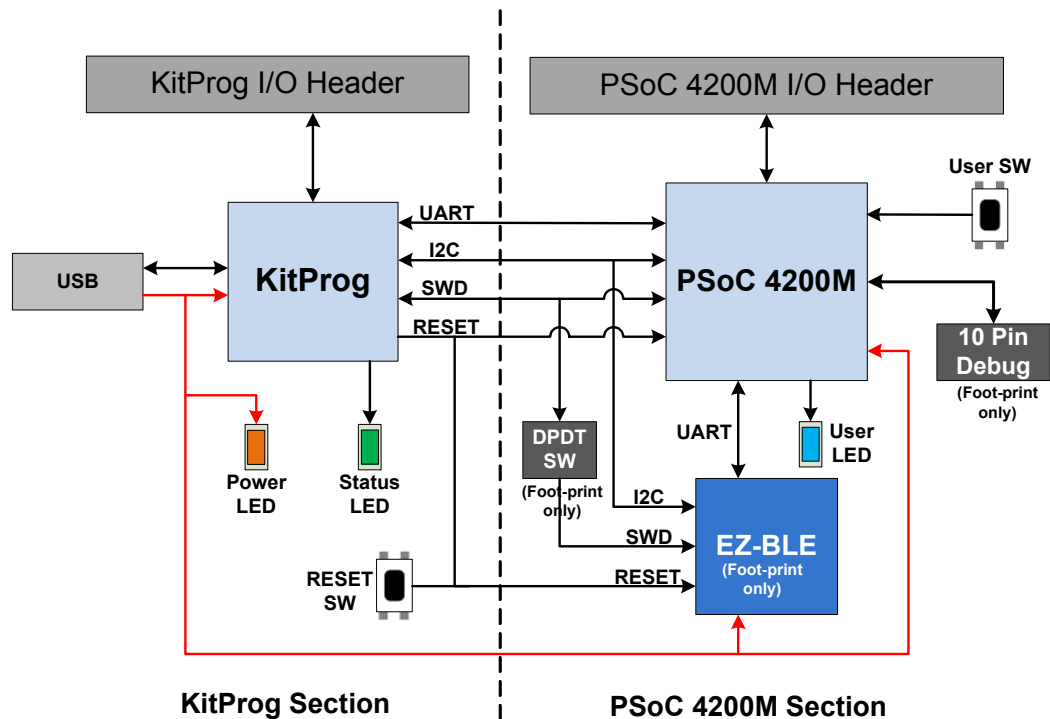 KitProg I/O Header
PSoC 4200M I/O Header
User SW
UART
I2C
SWD
RESET
USB
KitProg
PSoC 4200M
10 Pin
Debug
(Foot-print
only)
DPDT
SW
(Foot-print
only)
UART
User
LED
Power
LED
Status
LED
I2C
SWD
RESET
EZ-BLE
(Foot-print
only)
RESET
SW
KitProg Section
PSoC 4200M Section